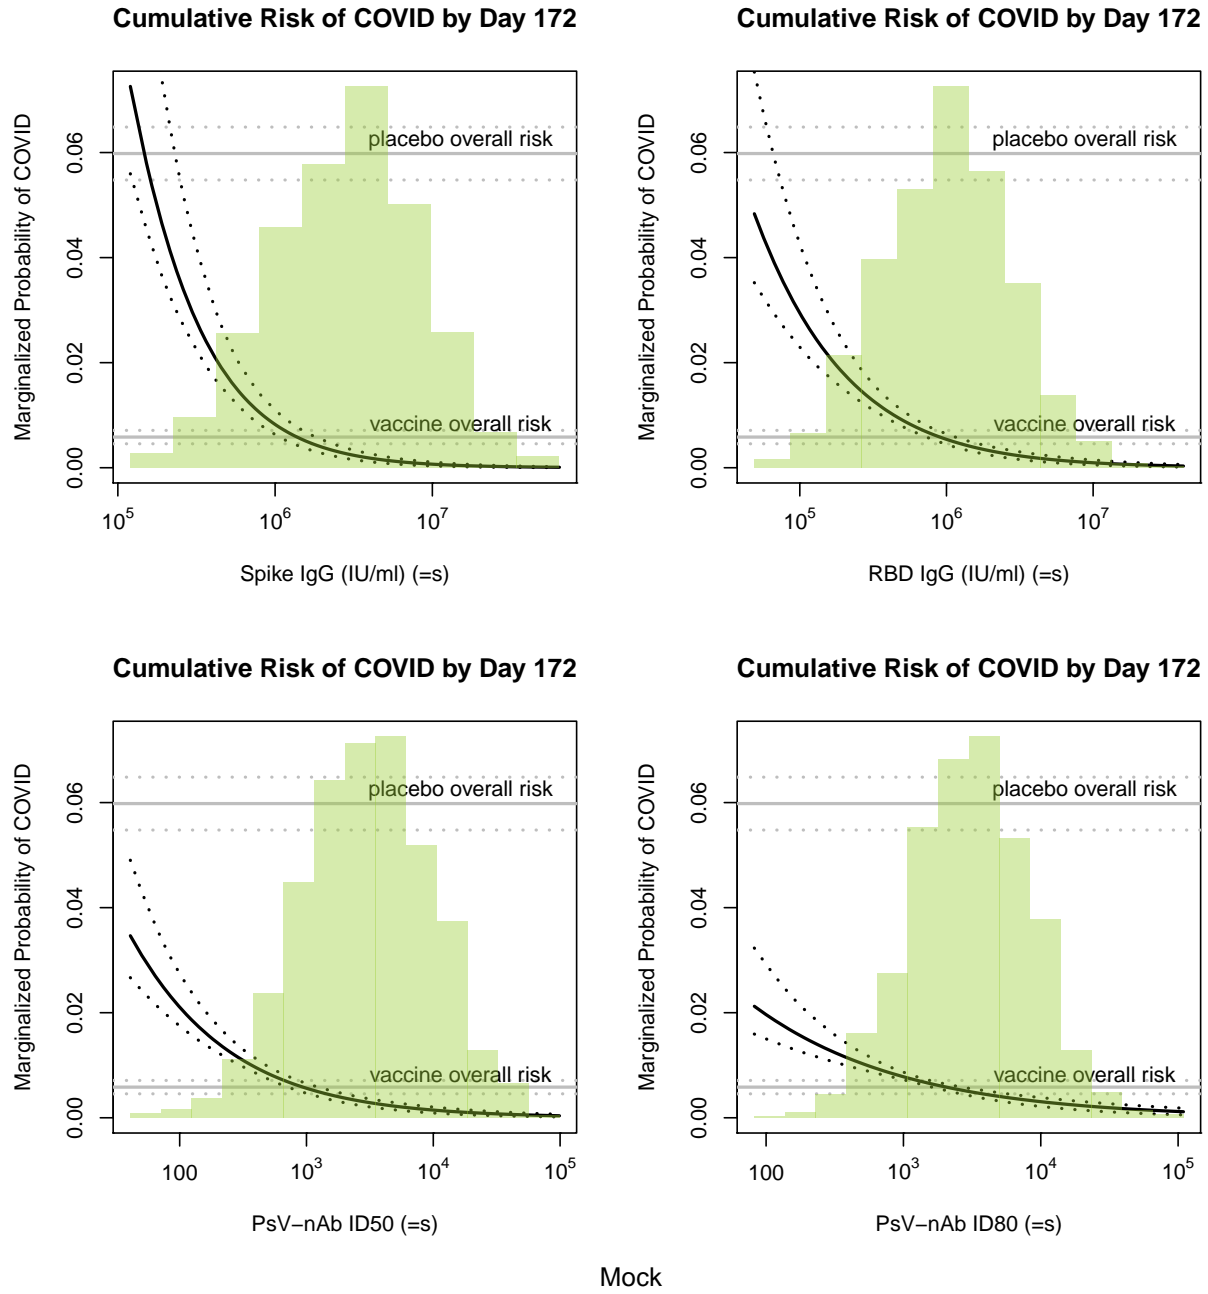 Cumulative Risk of COVID by Day 172
Marginalized Probability of COVID
0.06
0.04
0.02
0.00
placebo overall risk
vaccine overall risk
10^5
10^6
10^7
Spike IgG (IU/ml) (=s)
Cumulative Risk of COVID by Day 172
Marginalized Probability of COVID
0.06
0.04
0.02
0.00
placebo overall risk
vaccine overall risk
10^5
10^6
10^7
RBD IgG (IU/ml) (=s)
Cumulative Risk of COVID by Day 172
Marginalized Probability of COVID
0.06
0.04
0.02
0.00
placebo overall risk
vaccine overall risk
100
10^3
10^4
10^5
PsV−nAb ID50 (=s)
Cumulative Risk of COVID by Day 172
Marginalized Probability of COVID
0.06
0.04
0.02
0.00
placebo overall risk
vaccine overall risk
100
10^3
10^4
10^5
PsV−nAb ID80 (=s)
Mock